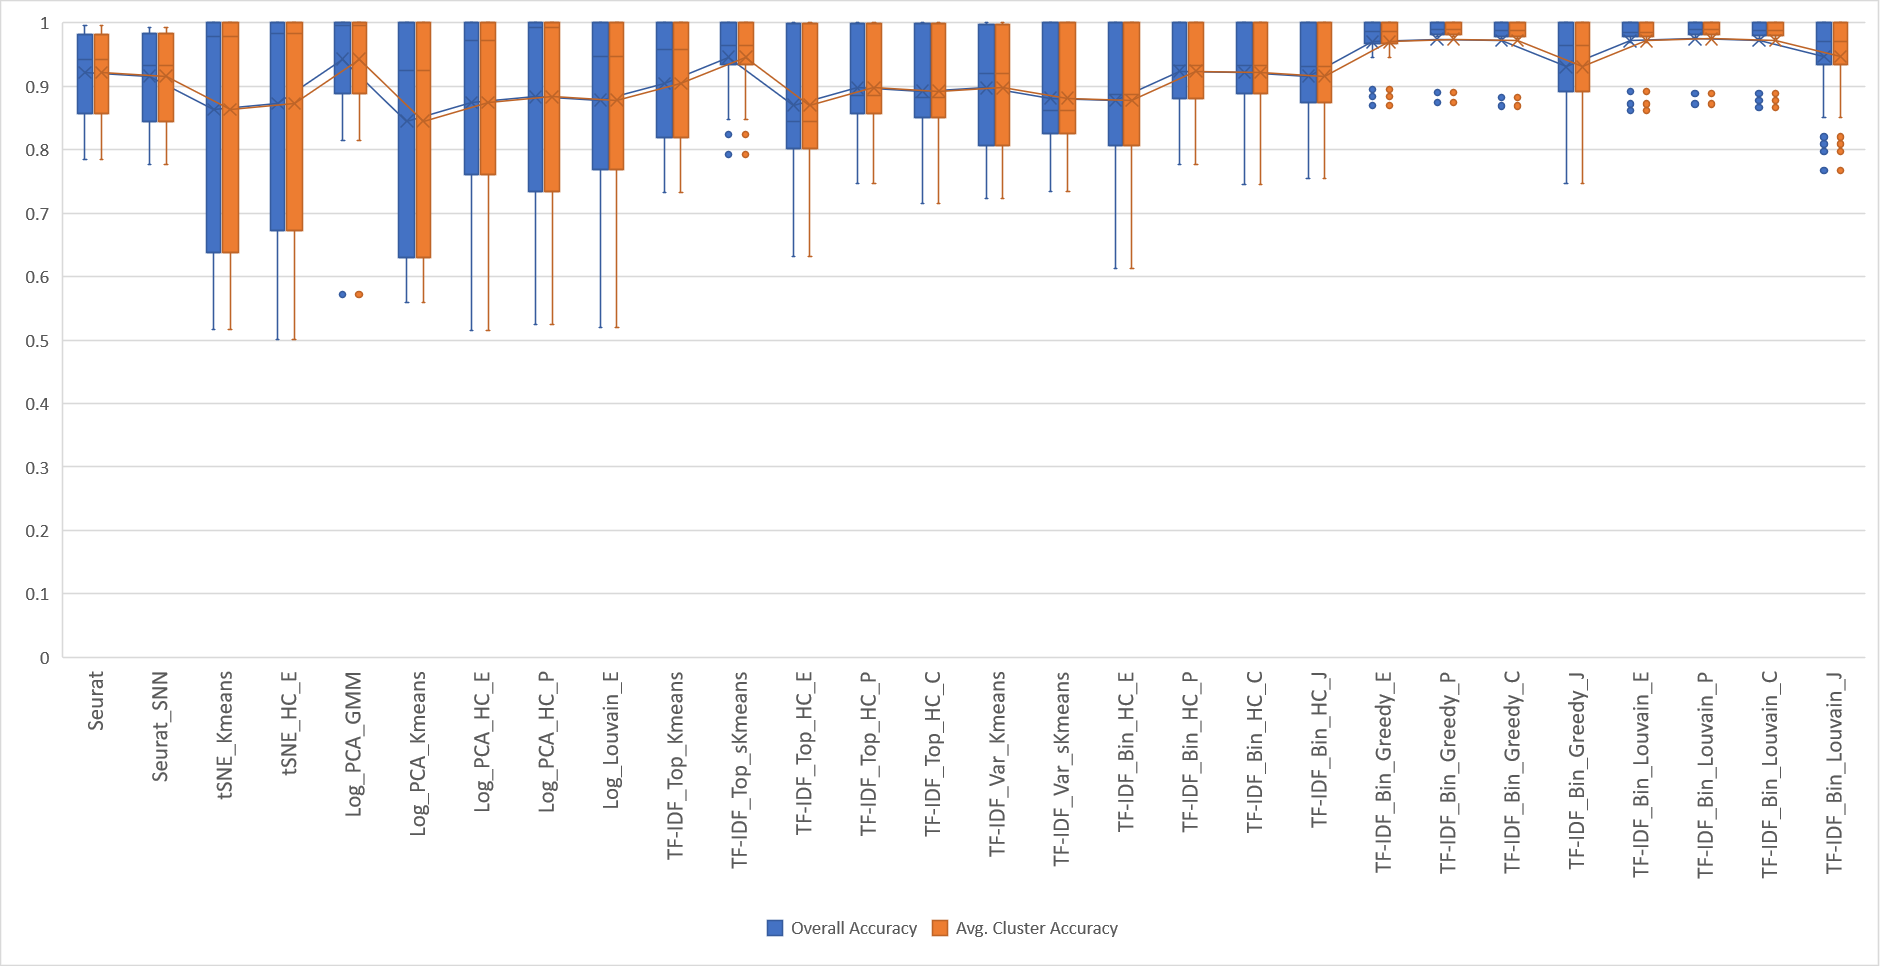 1
0.9
0.8
0.7
0.6
0.5
0.4
0.3
0.2
0.1
0
Seurat
Seurat_SNN
tSNE_Kmeans
tSNE_HC_E
Log_PCA_GMM
Log_PCA_Kmeans
Log_PCA_HC_E
Log_PCA_HC_P
Log_Louvain_E
TF-IDF_Top_Kmeans
TF-IDF_Top_sKmeans
TF-IDF_Top_HC_E
TF-IDF_Top_HC_P
TF-IDF_Top_HC_C
TF-IDF_Var_Kmeans
TF-IDF_Var_sKmeans
TF-IDF_Bin_HC_E
TF-IDF_Bin_HC_P
TF-IDF_Bin_HC_C
TF-IDF_Bin_HC_J
TF-IDF_Bin_Greedy_E
TF-IDF_Bin_Greedy_P
TF-IDF_Bin_Greedy_C
TF-IDF_Bin_Greedy_J
TF-IDF_Bin_Louvain_E
TF-IDF_Bin_Louvain_P
TF-IDF_Bin_Louvain_C
TF-IDF_Bin_Louvain_J
Overall Accuracy Avg. Cluster Accuracy